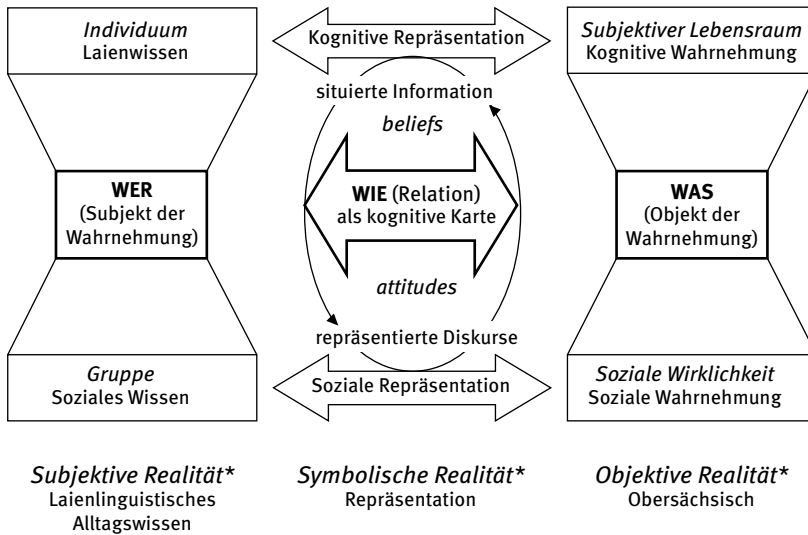 Individuum
Laienwissen
Kognitive Repräsentation
Subjektiver Lebensraum
Kognitive Wahrnehmung
situierte Information
beliefs
WER
(Subjekt der
Wahrnehmung)
WIE (Relation)
als kognitive Karte
WAS
(Objekt der
Wahrnehmung)
attitudes
repräsentierte Diskurse
Gruppe
Soziales Wissen
Soziale Repräsentation
Soziale Wirklichkeit
Soziale Wahrnehmung
Subjektive Realität*
Laienlinguistisches
Alltagswissen
Symbolische Realität*
Repräsentation
Objektive Realität*
Obersächsisch